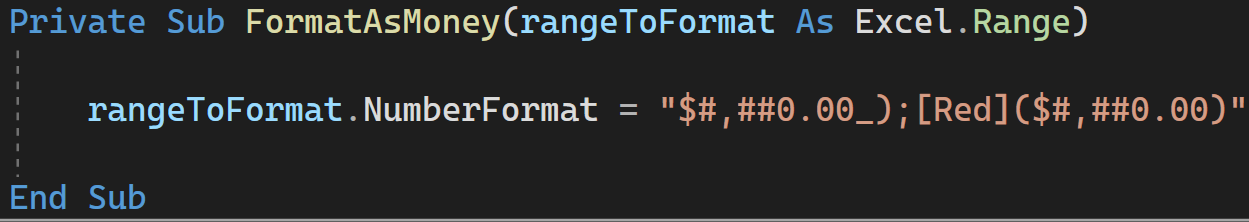 Private Sub FormatAsMoney(rangeToFormat As Excel.Range)
rangeToFormat.NumberFormat = "$#,##0.00_);[Red]($#,##0.00)"
End Sub